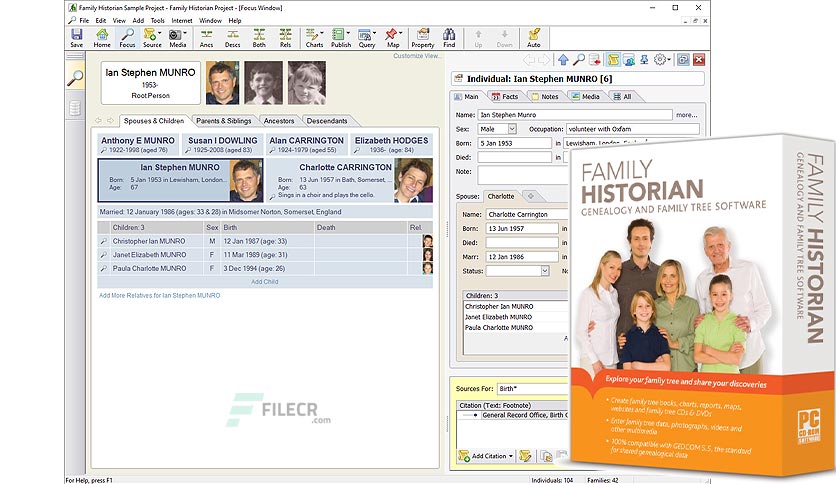 Family Historian Sample Project - Family Historian Project - [Focus Window]
File Edit View Add Tools Internet Window Help
Save Home Focus Source Media Ancs Descs Both Rels Charts Publish Query Map Property Find Up Down Auto
Customize View...
Ian Stephen MUNRO
1953-
Root Person
Spouses & Children Parents & Siblings Ancestors Descendants
Anthony E MUNRO Susan I DOWLING Alan CARRINGTON Elizabeth HODGES
1922-1998 (aged 76) 1925-2008 (aged 83) 1924-1979 (aged 55) 1936- (age: 84)
Ian Stephen MUNRO Charlotte CARRINGTON
Born: 5 Jan 1953 in Lewisham, London... Born: 13 Jun 1957 in Bath, Somerset, ...
Age: 67 Age: 63
Sings in a choir and plays the cello.
Married: 12 January 1986 (ages: 33 & 28) in Midsomer Norton, Somerset, England
Children: 3 Sex Birth Death Rel.
Christopher Ian MUNRO M 12 Jan 1987 (age: 33)
Janet Elizabeth MUNRO F 11 Mar 1989 (age: 31)
Paula Charlotte MUNRO F 3 Dec 1994 (age: 26)
Add Child
Add More Relatives for Ian Stephen MUNRO
FILECR
.com
Individual: Ian Stephen MUNRO [6]
Main Facts Notes Media All
Name: Ian Stephen Munro more...
Sex: Male Occupation: volunteer with Oxfam
Born: 5 Jan 1953 in Lewisham, London,
Died: in
Note:
Spouse: Charlotte
Name: Charlotte Carrington
Born: 13 Jun 1957 in
Died: in
Marr: 12 Jan 1986 in
Status: No
Children: 3
Christopher Ian MUNRO
Janet Elizabeth MUNRO
Paula Charlotte MUNRO
Sources For: Birth*
Citation (Text: Footnote)
General Record Office, Birth C
Add Citation
For Help, press F1 Individuals: 104 Families: 42
FAMILY
HISTORIAN
GENEALOGY AND FAMILY TREE SOFTWARE
Explore your family tree and share your discoveries
• Create family tree books, charts, reports, maps,
websites and family tree CDs & DVDs
• Enter family tree data, photographs, videos and
other multimedia
• 100% compatible with GEDCOM 5.5, the standard
for shared genealogical data
FAMILY HISTORIAN
GENEALOGY AND FAMILY TREE SOFTWARE
PC
CD-ROM
SOFTWARE